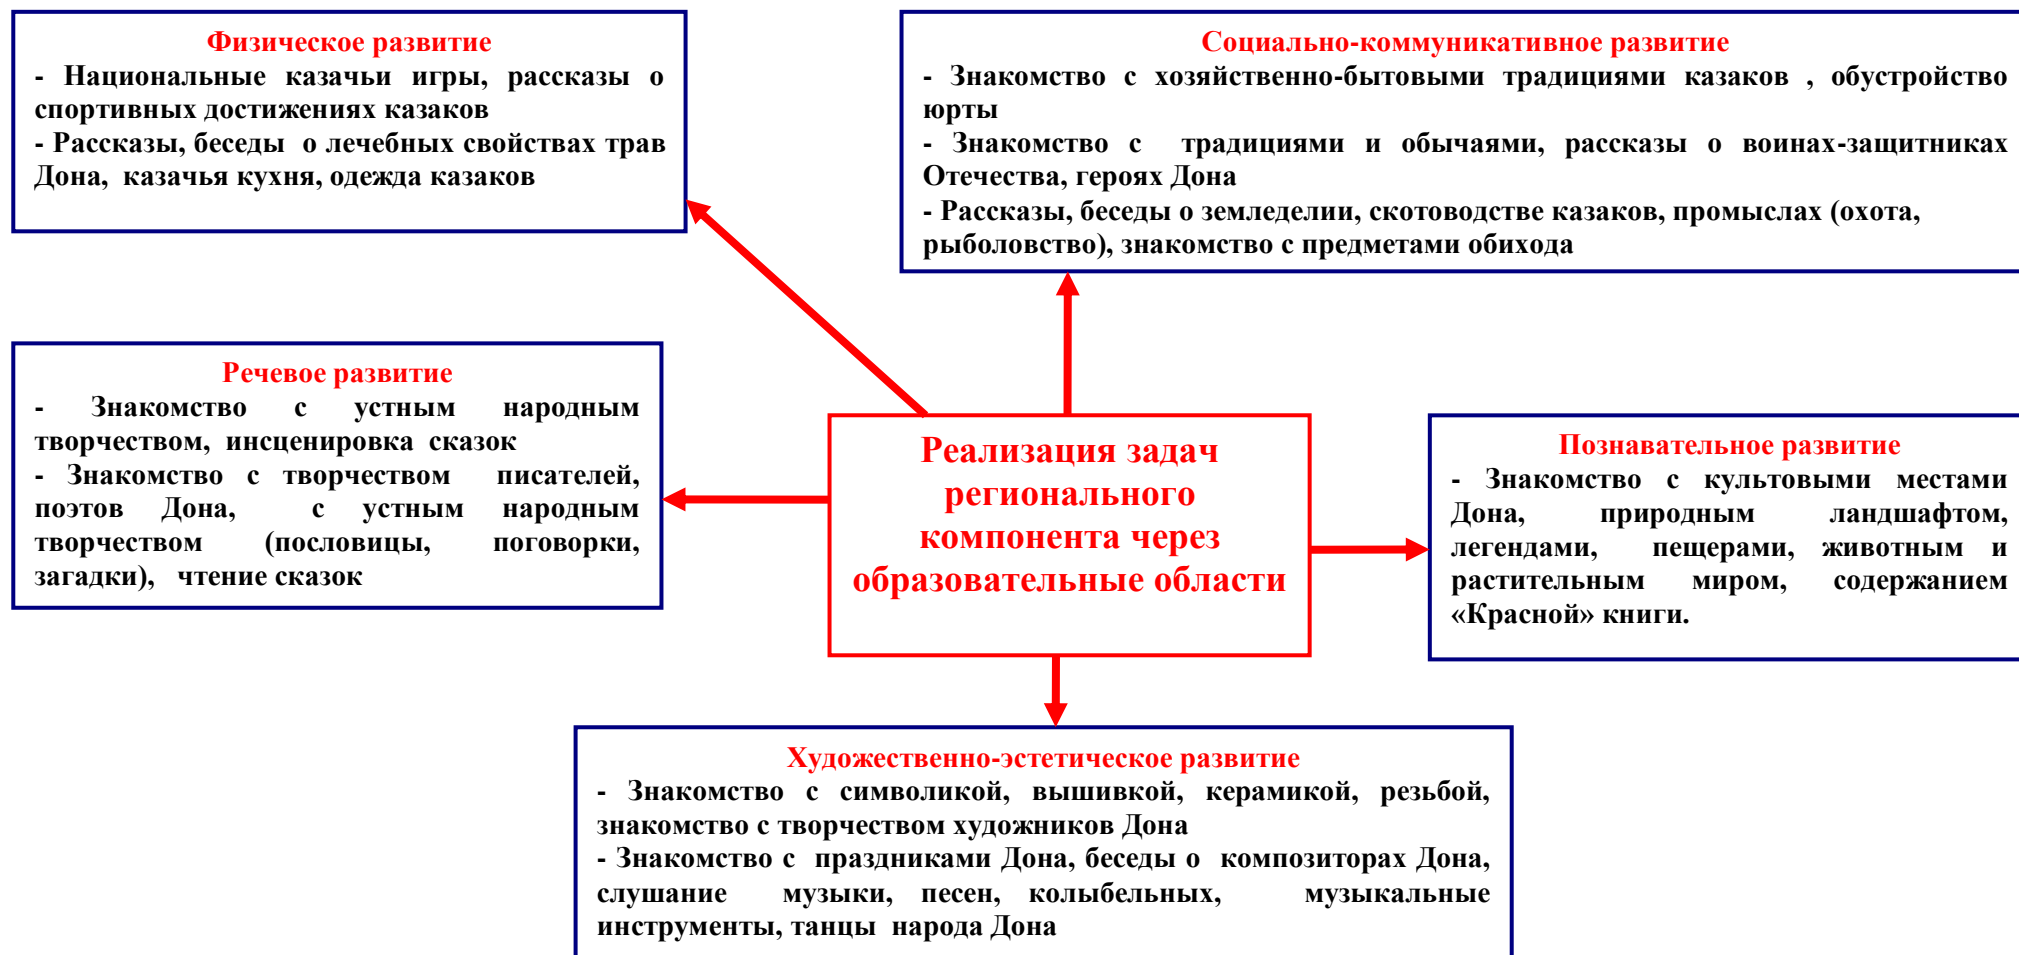 Физическое развитие
- Национальные казачьи игры, рассказы о
спортивных достижениях казаков
- Рассказы, беседы о лечебных свойствах трав
Дона, казачья кухня, одежда казаков
Социально-коммуникативное развитие
- Знакомство с хозяйственно-бытовыми традициями казаков , обустройство
юрты
- Знакомство с традициями и обычаями, рассказы о воинах-защитниках
Отечества, героях Дона
- Рассказы, беседы о земледелии, скотоводстве казаков, промыслах (охота,
рыболовство), знакомство с предметами обихода
Речевое развитие
- Знакомство с устным народным
творчеством, инсценировка сказок
- Знакомство с творчеством писателей,
поэтов Дона, с устным народным
творчеством (пословицы, поговорки,
загадки), чтение сказок
Реализация задач
регионального
компонента через
образовательные области
Познавательное развитие
- Знакомство с культовыми местами
Дона, природным ландшафтом,
легендами, пещерами, животным и
растительным миром, содержанием
«Красной» книги.
Художественно-эстетическое развитие
- Знакомство с символикой, вышивкой, керамикой, резьбой,
знакомство с творчеством художников Дона
- Знакомство с праздниками Дона, беседы о композиторах Дона,
слушание музыки, песен, колыбельных, музыкальные
инструменты, танцы народа Дона